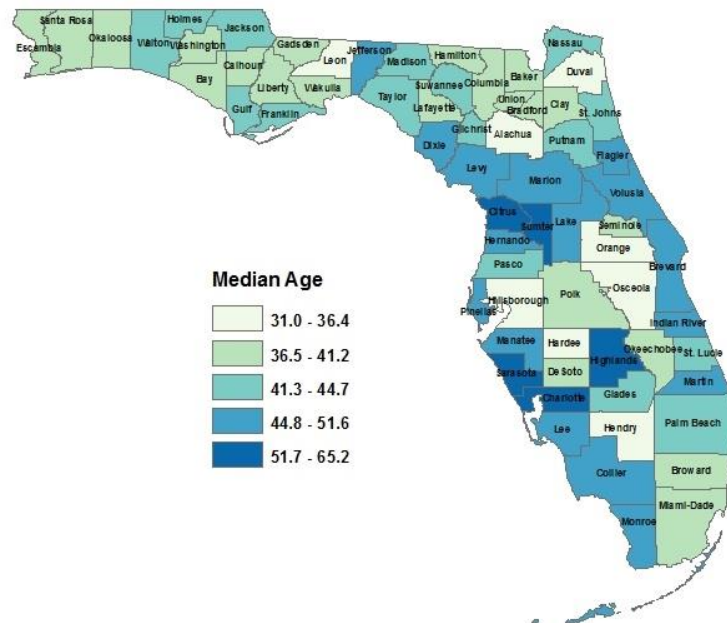 Holmes
Jackson
Santa Rosa
Escambia
Okaloosa
Walton
Washington
Gadsden
Jefferson
Leon
Madison
Hamilton
Nassau
Calhoun
Baker
Duval
Bay
Liberty
Wakulla
Suwannee
Columbia
Taylor
Lafayette
Union
Bradford
Clay
St. Johns
Gulf
Franklin
Gilchrist
Alachua
Putnam
Dixie
Flagler
Levy
Marion
Volusia
Citrus
Sumter
Lake
Seminole
Hernando
Orange
Pasco
Brevard
Osceola
Median Age
Hillsborough
Polk
Pinellas
31.0 - 36.4
Indian River
36.5 - 41.2
Manatee
Hardee
Okeechobee
Highlands
St. Lucie
41.3 - 44.7
Sarasota
DeSoto
Martin
44.8 - 51.6
Charlotte
Glades
Palm Beach
51.7 - 65.2
Lee
Hendry
Collier
Broward
Miami-Dade
Monroe